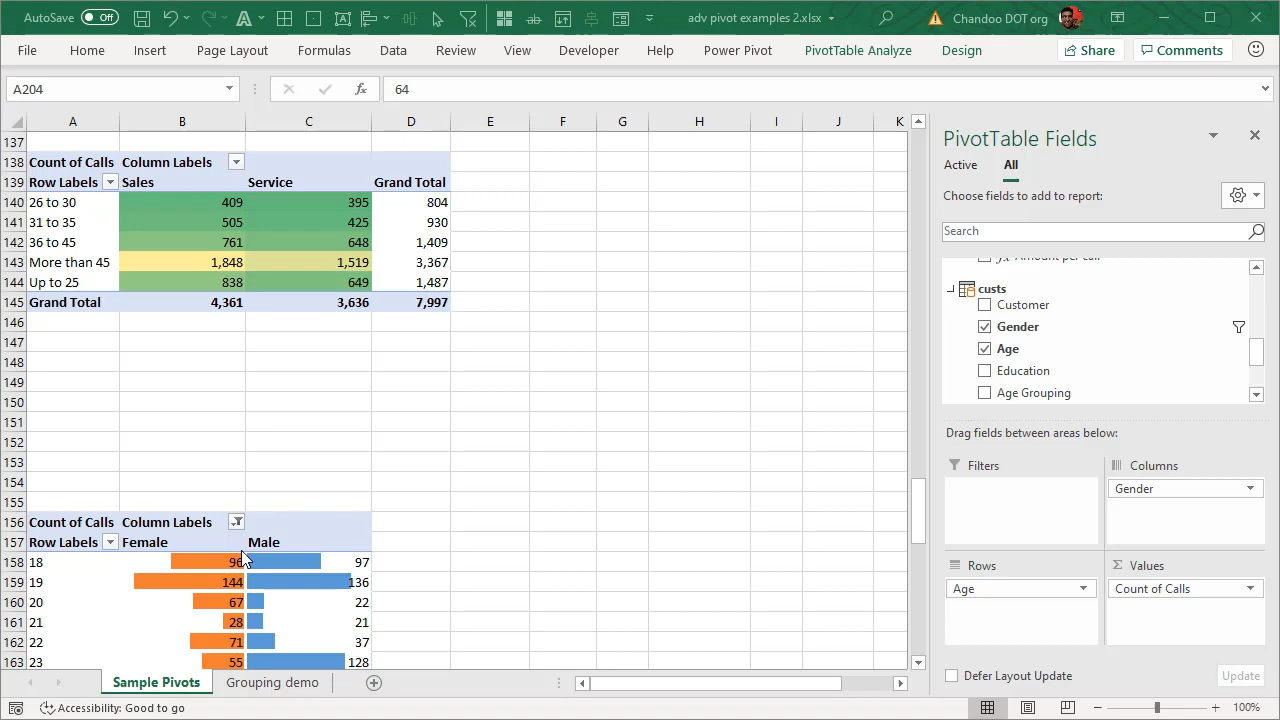 AutoSave Off adv pivot examples 2.xlsx Chandoo DOT org
File Home Insert Page Layout Formulas Data Review View Developer Help Power Pivot PivotTable Analyze Design Share Comments
A204 fx 64
A B C D E F G H I J K
137
138 Count of Calls Column Labels
139 Row Labels Sales Service Grand Total
140 26 to 30 409 395 804
141 31 to 35 505 425 930
142 36 to 45 761 648 1,409
143 More than 45 1,848 1,519 3,367
144 Up to 25 838 649 1,487
145 Grand Total 4,361 3,636 7,997
146
147
148
149
150
151
152
153
154
155
156 Count of Calls Column Labels
157 Row Labels Female Male
158 18 96 97
159 19 144 136
160 20 67 22
161 21 28 21
162 22 71 37
163 23 55 128
Sample Pivots Grouping demo
Accessibility: Good to go 100%
PivotTable Fields
Active All
Choose fields to add to report:
Search
fx Amount per call
custs
Customer
Gender
Age
Education
Age Grouping
Drag fields between areas below:
Filters Columns
Gender
Rows Σ Values
Age Count of Calls
Defer Layout Update Update